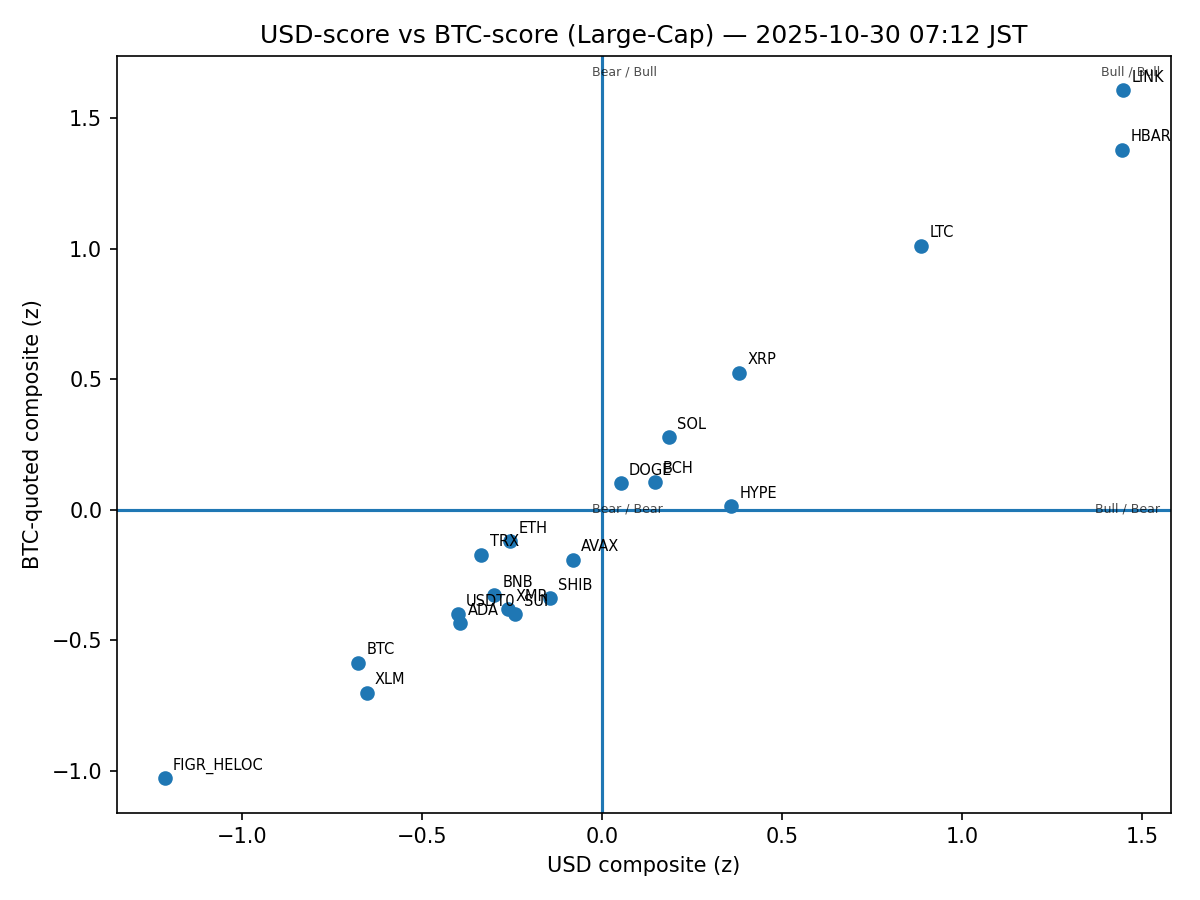 USD-score vs BTC-score (Large-Cap) — 2025-10-30 07:12 JST
Bear / Bull
Bull / Bull
LINK
1.5
HBAR
LTC
1.0
XRP
0.5
SOL
DOGE
BCH
HYPE
0.0
Bear / Bear
Bull / Bear
ETH
TRX
AVAX
BNB
SHIB
XMR
USDT0
SUI
ADA
−0.5
BTC
XLM
FIGR_HELOC
−1.0
−1.0
−0.5
0.0
0.5
1.0
1.5
USD composite (z)
BTC-quoted composite (z)